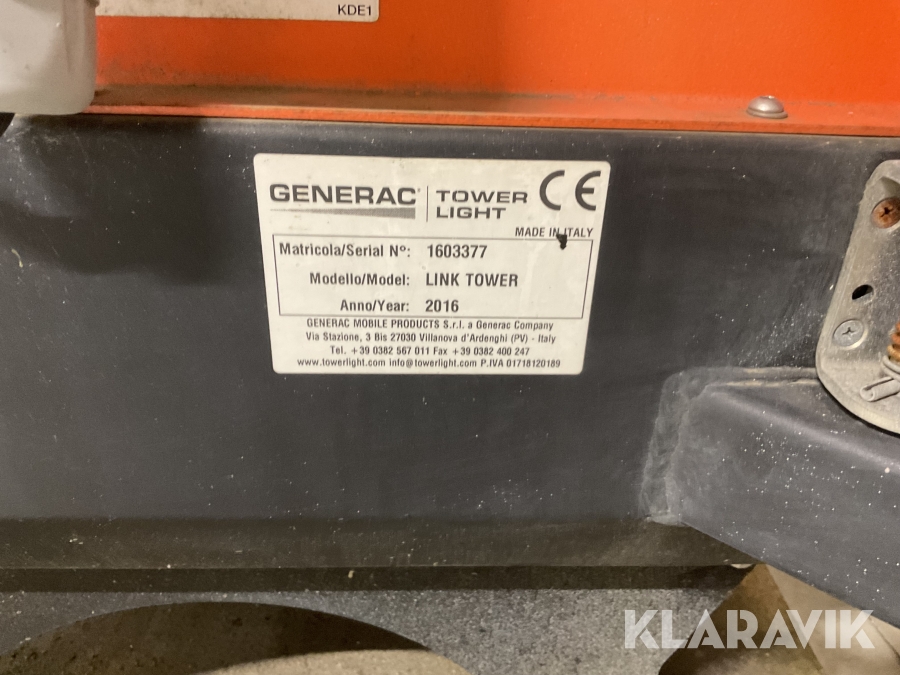 KDE1
GENERAC® TOWER LIGHT CE
MADE IN ITALY
Matricola/Serial N°: 1603377
Modello/Model: LINK TOWER
Anno/Year: 2016
GENERAC MOBILE PRODUCTS S.r.l. a Generac Company
Via Stazione, 3 Bis 27030 Villanova d'Ardenghi (PV) - Italy
Tel. +39 0382 567 011 Fax +39 0382 400 247
www.towerlight.com info@towerlight.com P.IVA 01718120189
KLARAVIK